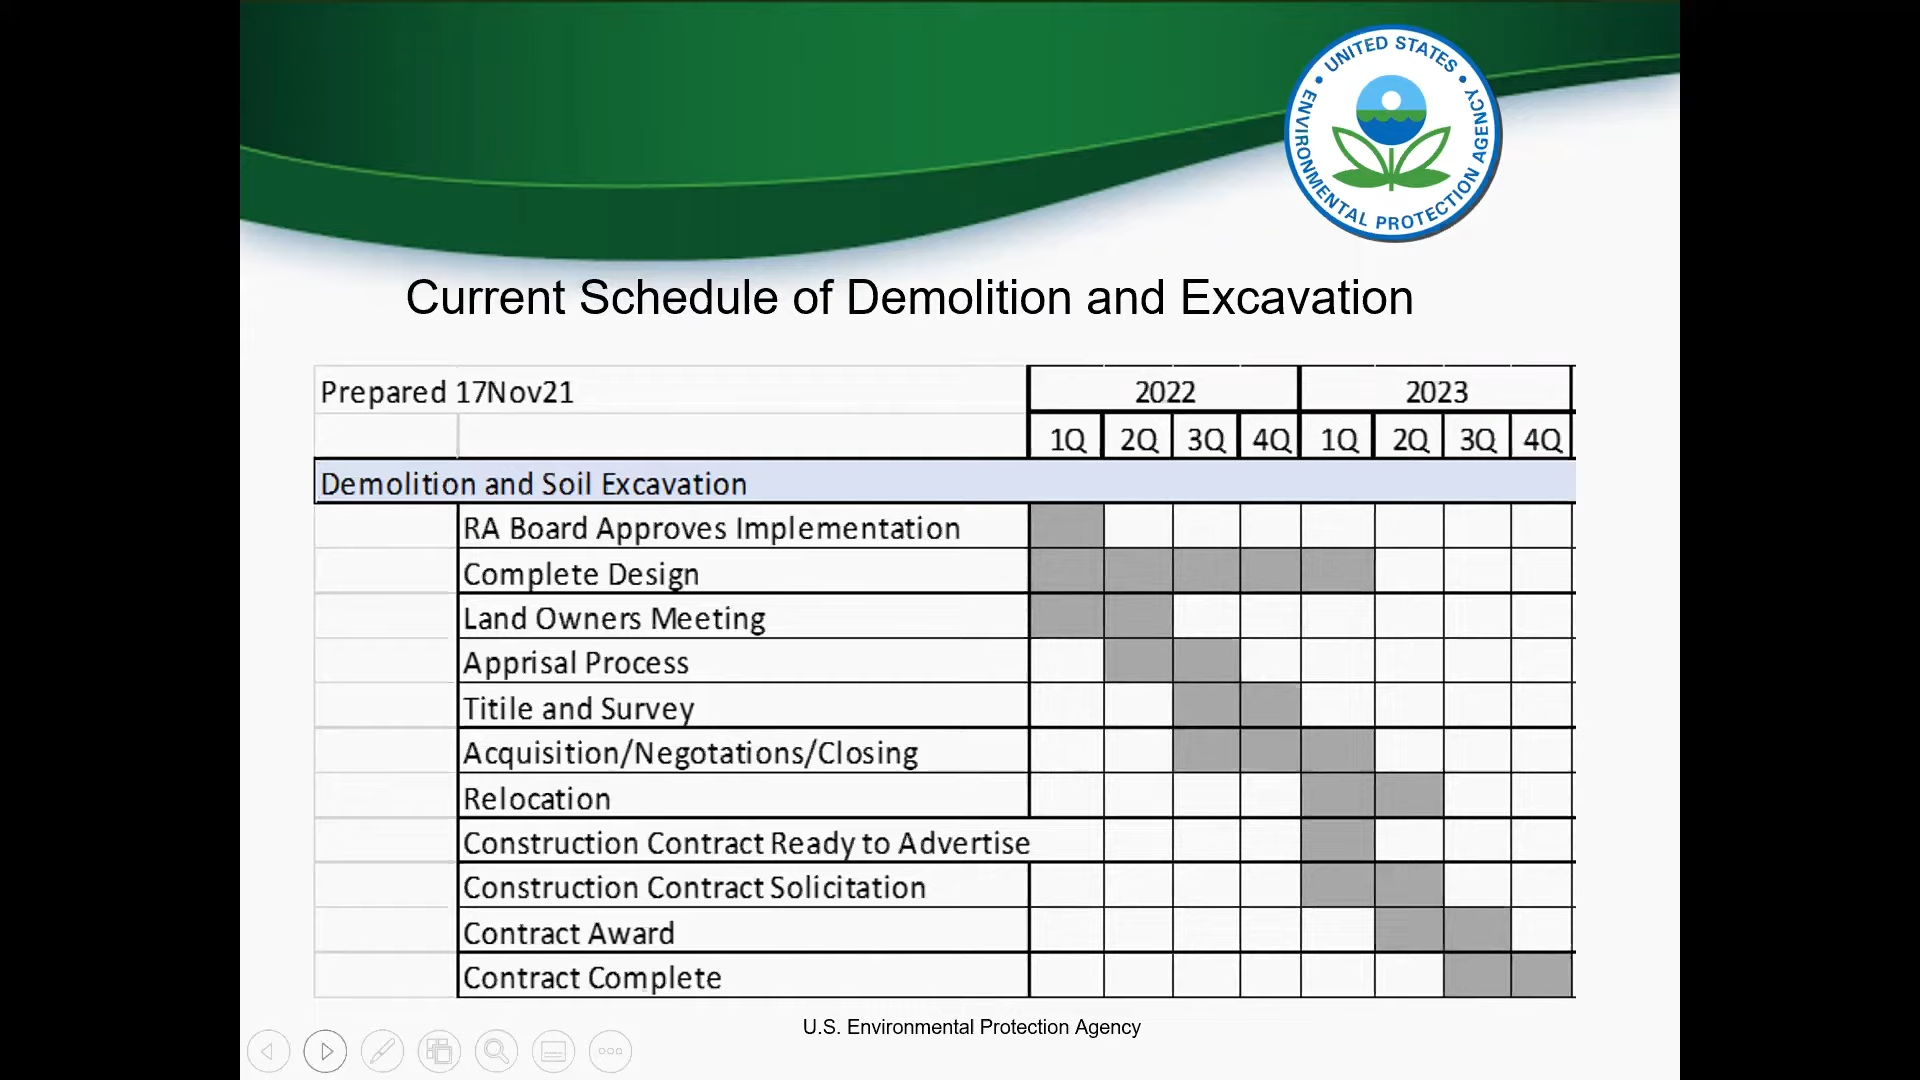 UNITED STATES
ENVIRONMENTAL PROTECTION AGENCY
Current Schedule of Demolition and Excavation
Prepared 17Nov21 2022 2023
1Q 2Q 3Q 4Q 1Q 2Q 3Q 4Q
Demolition and Soil Excavation
RA Board Approves Implementation
Complete Design
Land Owners Meeting
Apprisal Process
Titile and Survey
Acquisition/Negotations/Closing
Relocation
Construction Contract Ready to Advertise
Construction Contract Solicitation
Contract Award
Contract Complete
U.S. Environmental Protection Agency